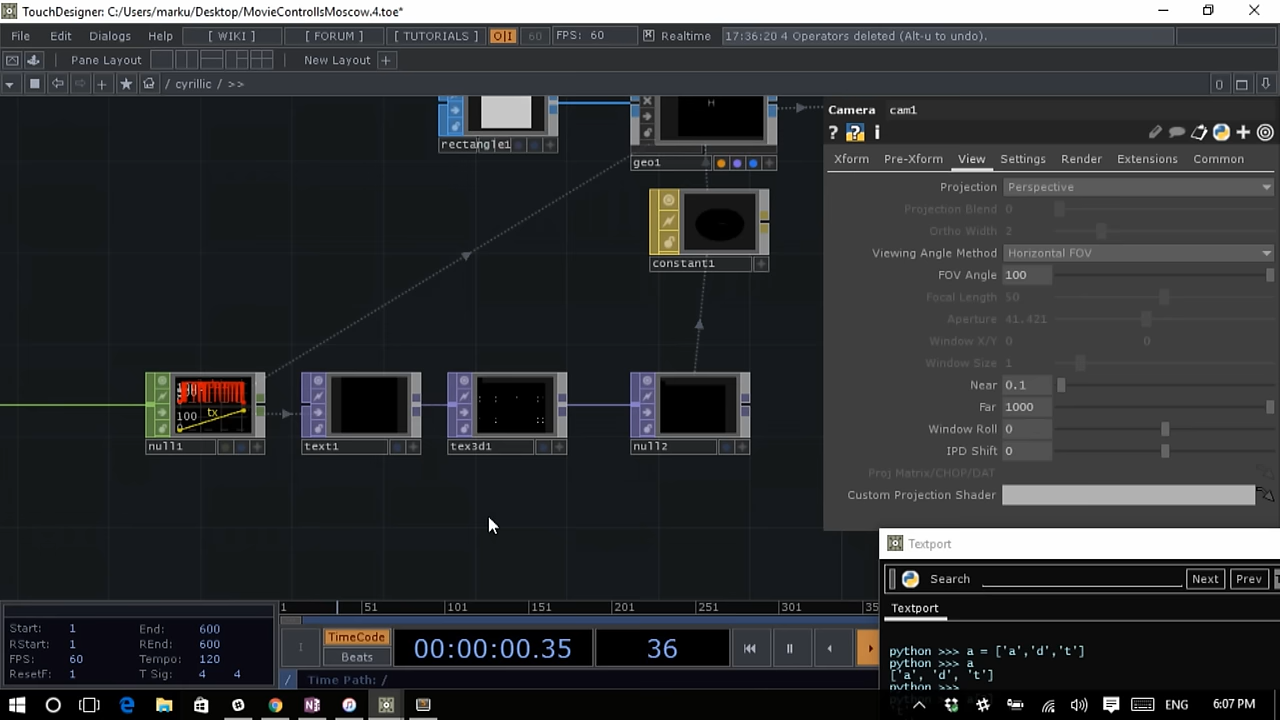 TouchDesigner: C:/Users/marku/Desktop/MovieControllsMoscow.4.toe*
File Edit Dialogs Help [ WIKI ] [ FORUM ] [ TUTORIALS ] O|I 60 FPS: 60 Realtime 17:36:20 4 Operators deleted (Alt-u to undo).
Pane Layout New Layout +
/ cyrillic / >> 0
Camera cam1
rectangle1
geo1
? ? i
Xform Pre-Xform View Settings Render Extensions Common
Projection Perspective
Projection Blend 0
Ortho Width 2
Viewing Angle Method Horizontal FOV
constant1
FOV Angle 100
Focal Length 50
Aperture 41.421
Window X/Y 0 0
Window Size 1
Near 0.1
Far 1000
Window Roll 0
IPD Shift 0
Proj Matrix/CHOP/DAT
Custom Projection Shader
100
tx
null1 text1 tex3d1 null2
Textport
Search Next Prev
Textport
1 51 101 151 201 251 301 35
Start: 1 End: 600
RStart: 1 REnd: 600
FPS: 60 Tempo: 120
ResetF: 1 T Sig: 4 4
TimeCode
Beats
00:00:00.35 36
/ Time Path: /
python >>> a = ['a','d','t']
python >>> a
['a', 'd', 't']
python >>>
ENG 6:07 PM